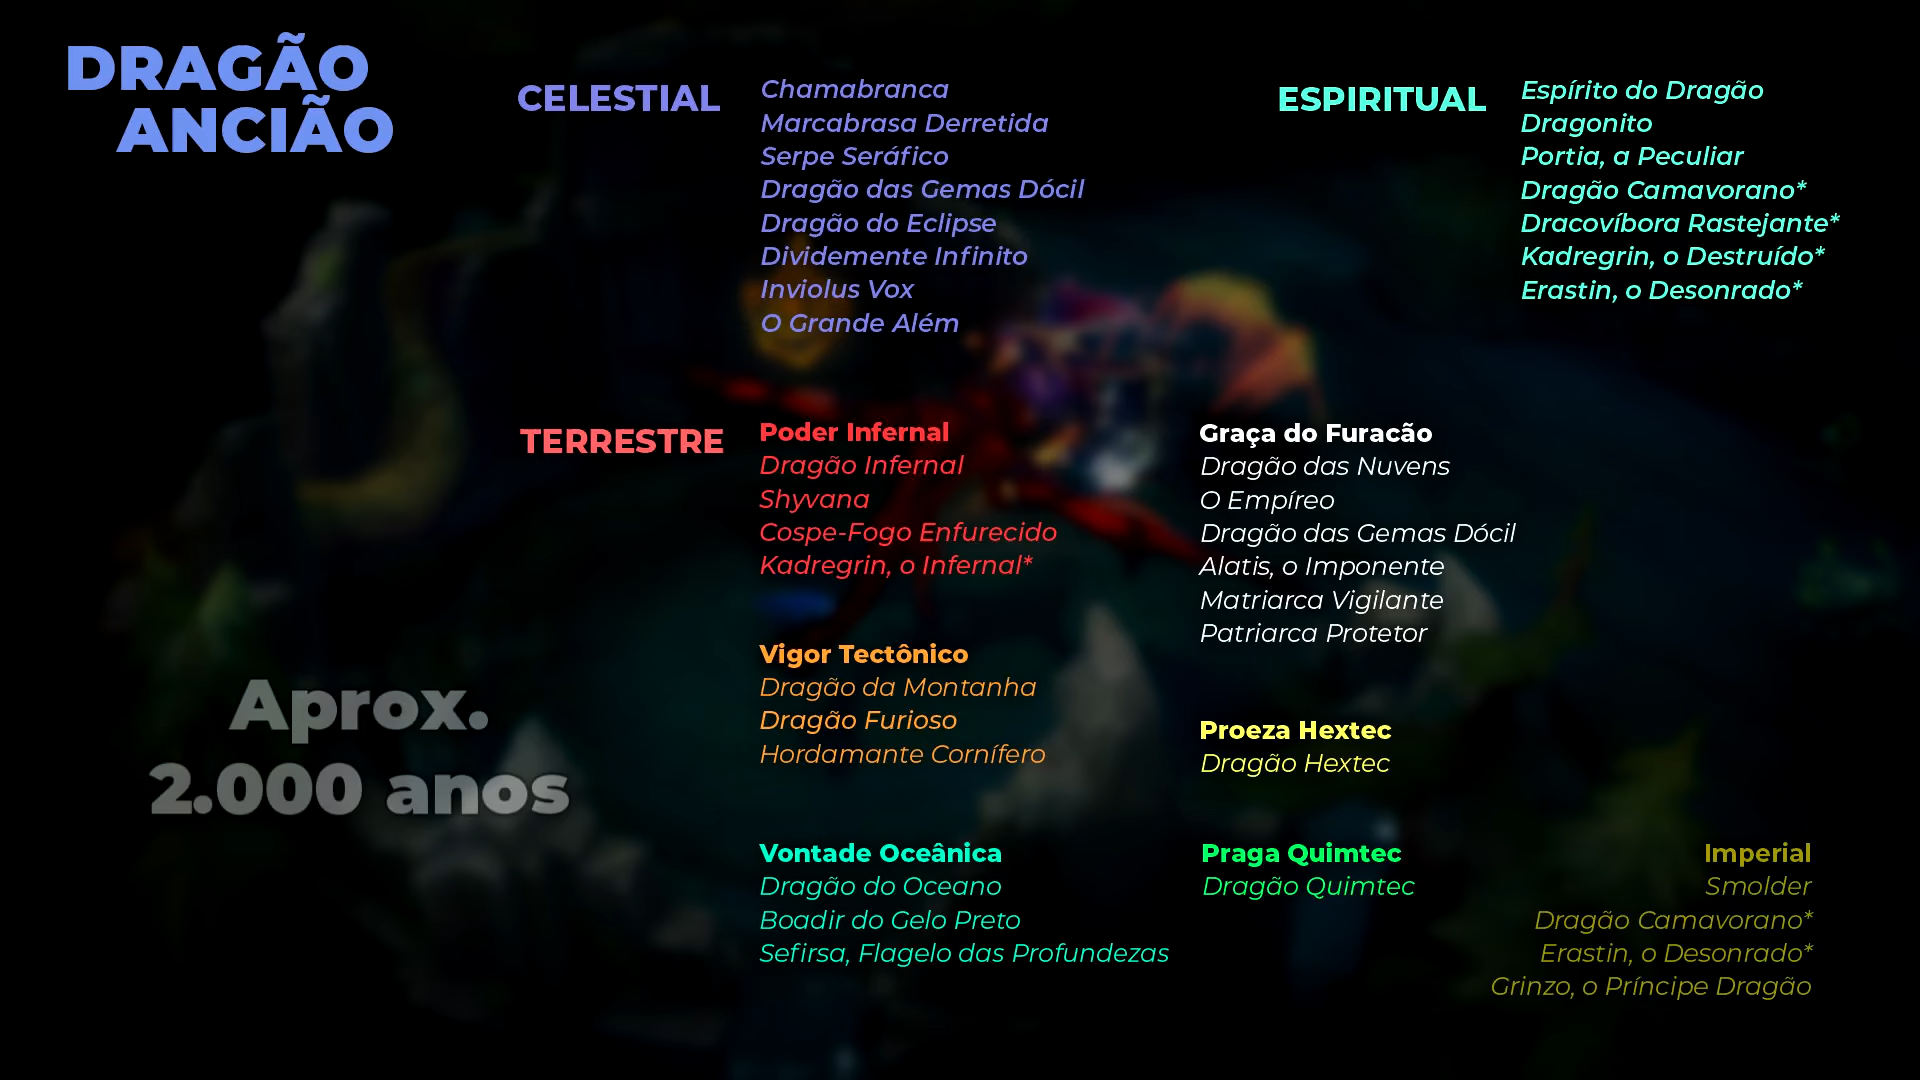 DRAGÃO
ANCIÃO
CELESTIAL
Chamabranca
Marcabrasa Derretida
Serpe Seráfico
Dragão das Gemas Dócil
Dragão do Eclipse
Dividemente Infinito
Inviolus Vox
O Grande Além
ESPIRITUAL
Espírito do Dragão
Dragonito
Portia, a Peculiar
Dragão Camavorano*
Dracovíbora Rastejante*
Kadregrin, o Destruído*
Erastin, o Desonrado*
TERRESTRE
Poder Infernal
Dragão Infernal
Shyvana
Cospe-Fogo Enfurecido
Kadregrin, o Infernal*
Vigor Tectônico
Dragão da Montanha
Dragão Furioso
Hordamante Cornífero
Vontade Oceânica
Dragão do Oceano
Boadir do Gelo Preto
Sefirsa, Flagelo das Profundezas
Graça do Furacão
Dragão das Nuvens
O Empíreo
Dragão das Gemas Dócil
Alatis, o Imponente
Matriarca Vigilante
Patriarca Protetor
Proeza Hextec
Dragão Hextec
Praga Quimtec
Dragão Quimtec
Imperial
Smolder
Dragão Camavorano*
Erastin, o Desonrado*
Grinzo, o Príncipe Dragão
Aprox.
2.000 anos